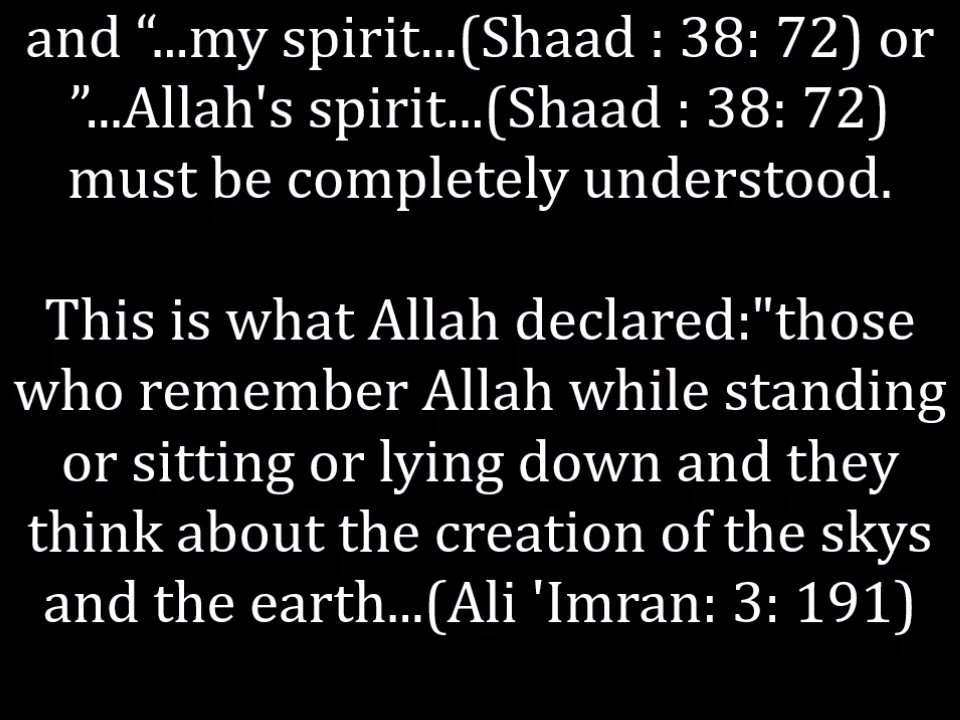 and “...my spirit...(Shaad : 38: 72) or
”...Allah's spirit...(Shaad : 38: 72)
must be completely understood.
This is what Allah declared:"those
who remember Allah while standing
or sitting or lying down and they
think about the creation of the skys
and the earth...(Ali 'Imran: 3: 191)